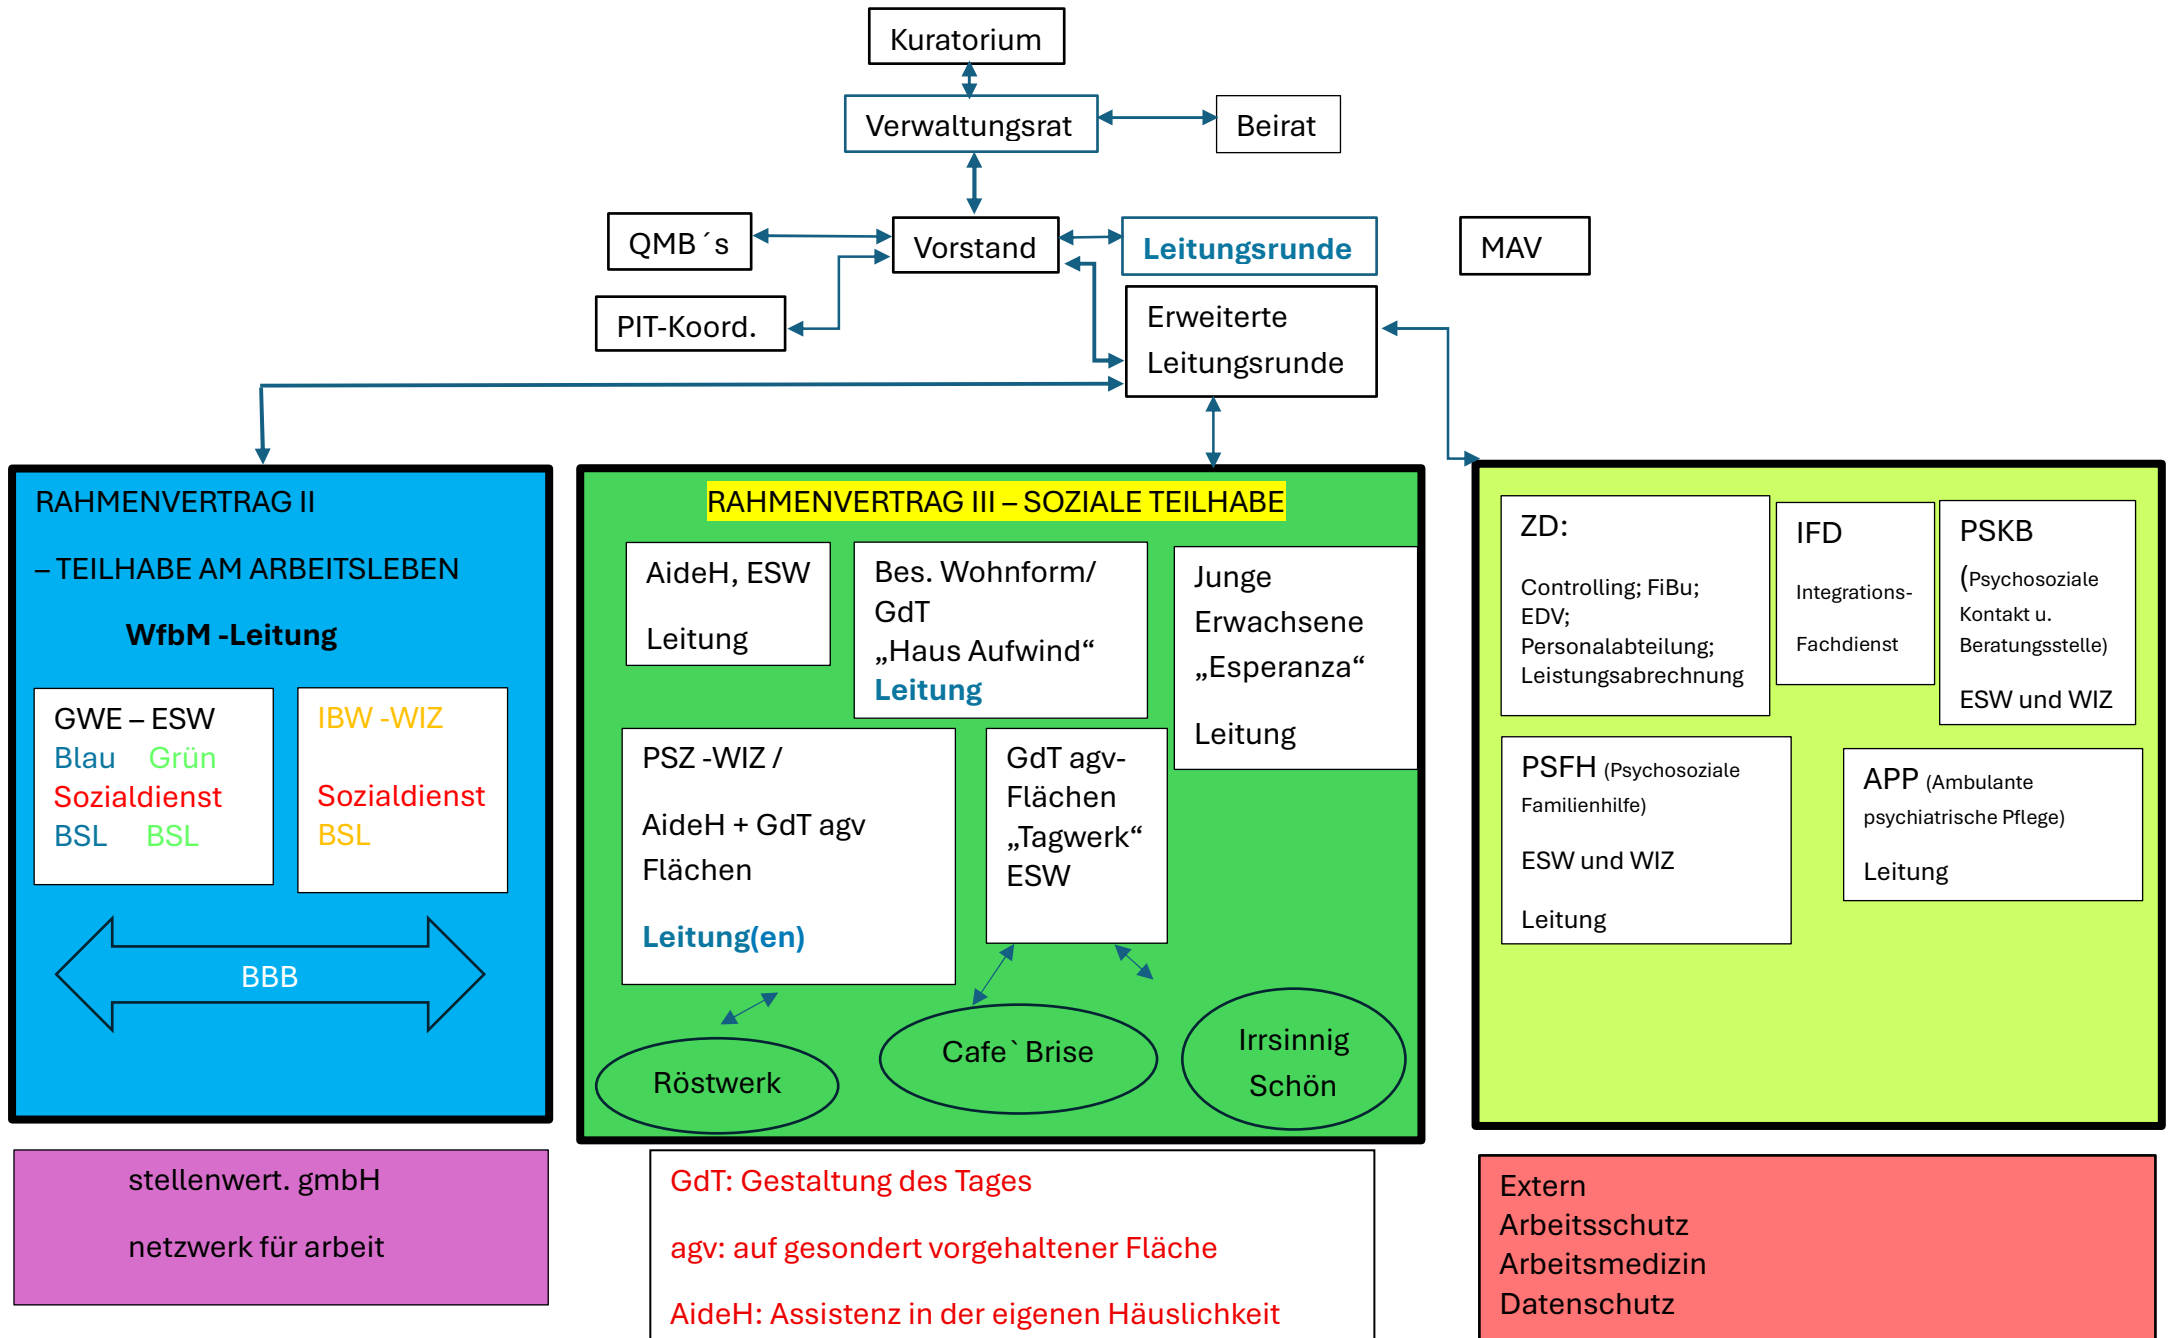 Kuratorium
Verwaltungsrat
Beirat
QMB ´s
Vorstand
Leitungsrunde
MAV
PIT-Koord.
Erweiterte
Leitungsrunde
RAHMENVERTRAG II
– TEILHABE AM ARBEITSLEBEN
WfbM -Leitung
GWE – ESW
Blau Grün
Sozialdienst
BSL BSL
IBW -WIZ
Sozialdienst
BSL
BBB
RAHMENVERTRAG III – SOZIALE TEILHABE
AideH, ESW
Leitung
Bes. Wohnform/
GdT
„Haus Aufwind“
Leitung
Junge
Erwachsene
„Esperanza“
Leitung
PSZ -WIZ /
AideH + GdT agv
Flächen
Leitung(en)
GdT agv-
Flächen
„Tagwerk“
ESW
Röstwerk
Cafe` Brise
Irrsinnig
Schön
ZD:
Controlling; FiBu;
EDV;
Personalabteilung;
Leistungsabrechnung
IFD
Integrations-
Fachdienst
PSKB
(Psychosoziale
Kontakt u.
Beratungsstelle)
ESW und WIZ
PSFH (Psychosoziale
Familienhilfe)
ESW und WIZ
Leitung
APP (Ambulante
psychiatrische Pflege)
Leitung
stellenwert. gmbH
netzwerk für arbeit
GdT: Gestaltung des Tages
agv: auf gesondert vorgehaltener Fläche
AideH: Assistenz in der eigenen Häuslichkeit
Extern
Arbeitsschutz
Arbeitsmedizin
Datenschutz